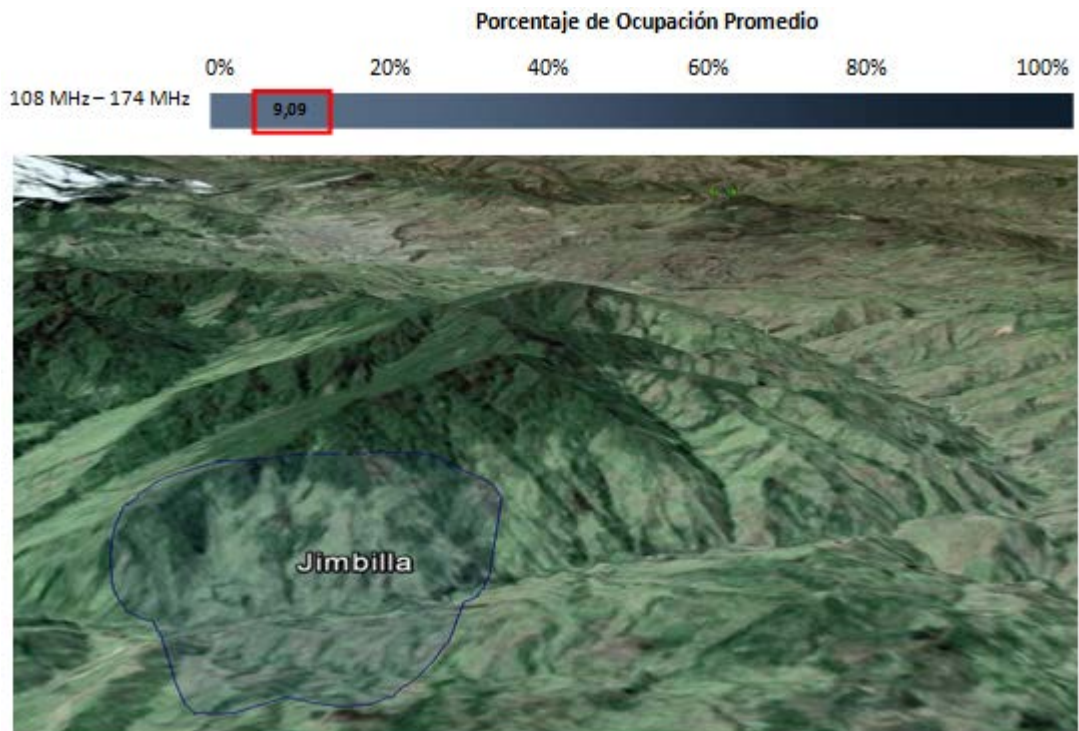 Porcentaje de Ocupación Promedio
0% 20% 40% 60% 80% 100%
108 MHz – 174 MHz 9,09
Jimbilla